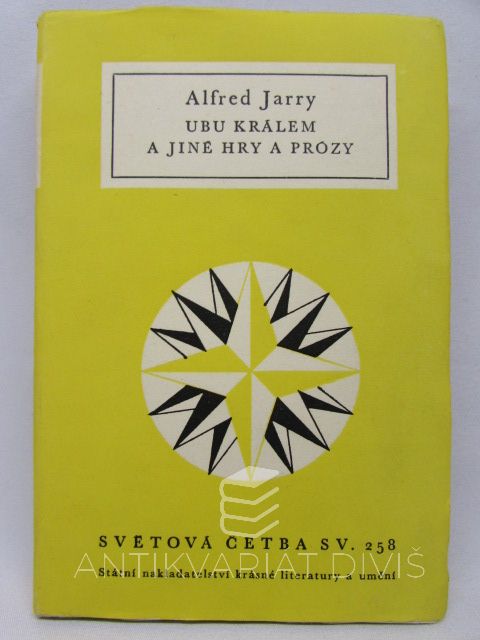 Alfred Jarry
UBU KRÁLEM
A JINÉ HRY A PRÓZY
SVĚTOVÁ ČETBA SV. 258
ANTIKVARIÁT DIVIŠ
Státní nakladatelství krásné literatury a umění